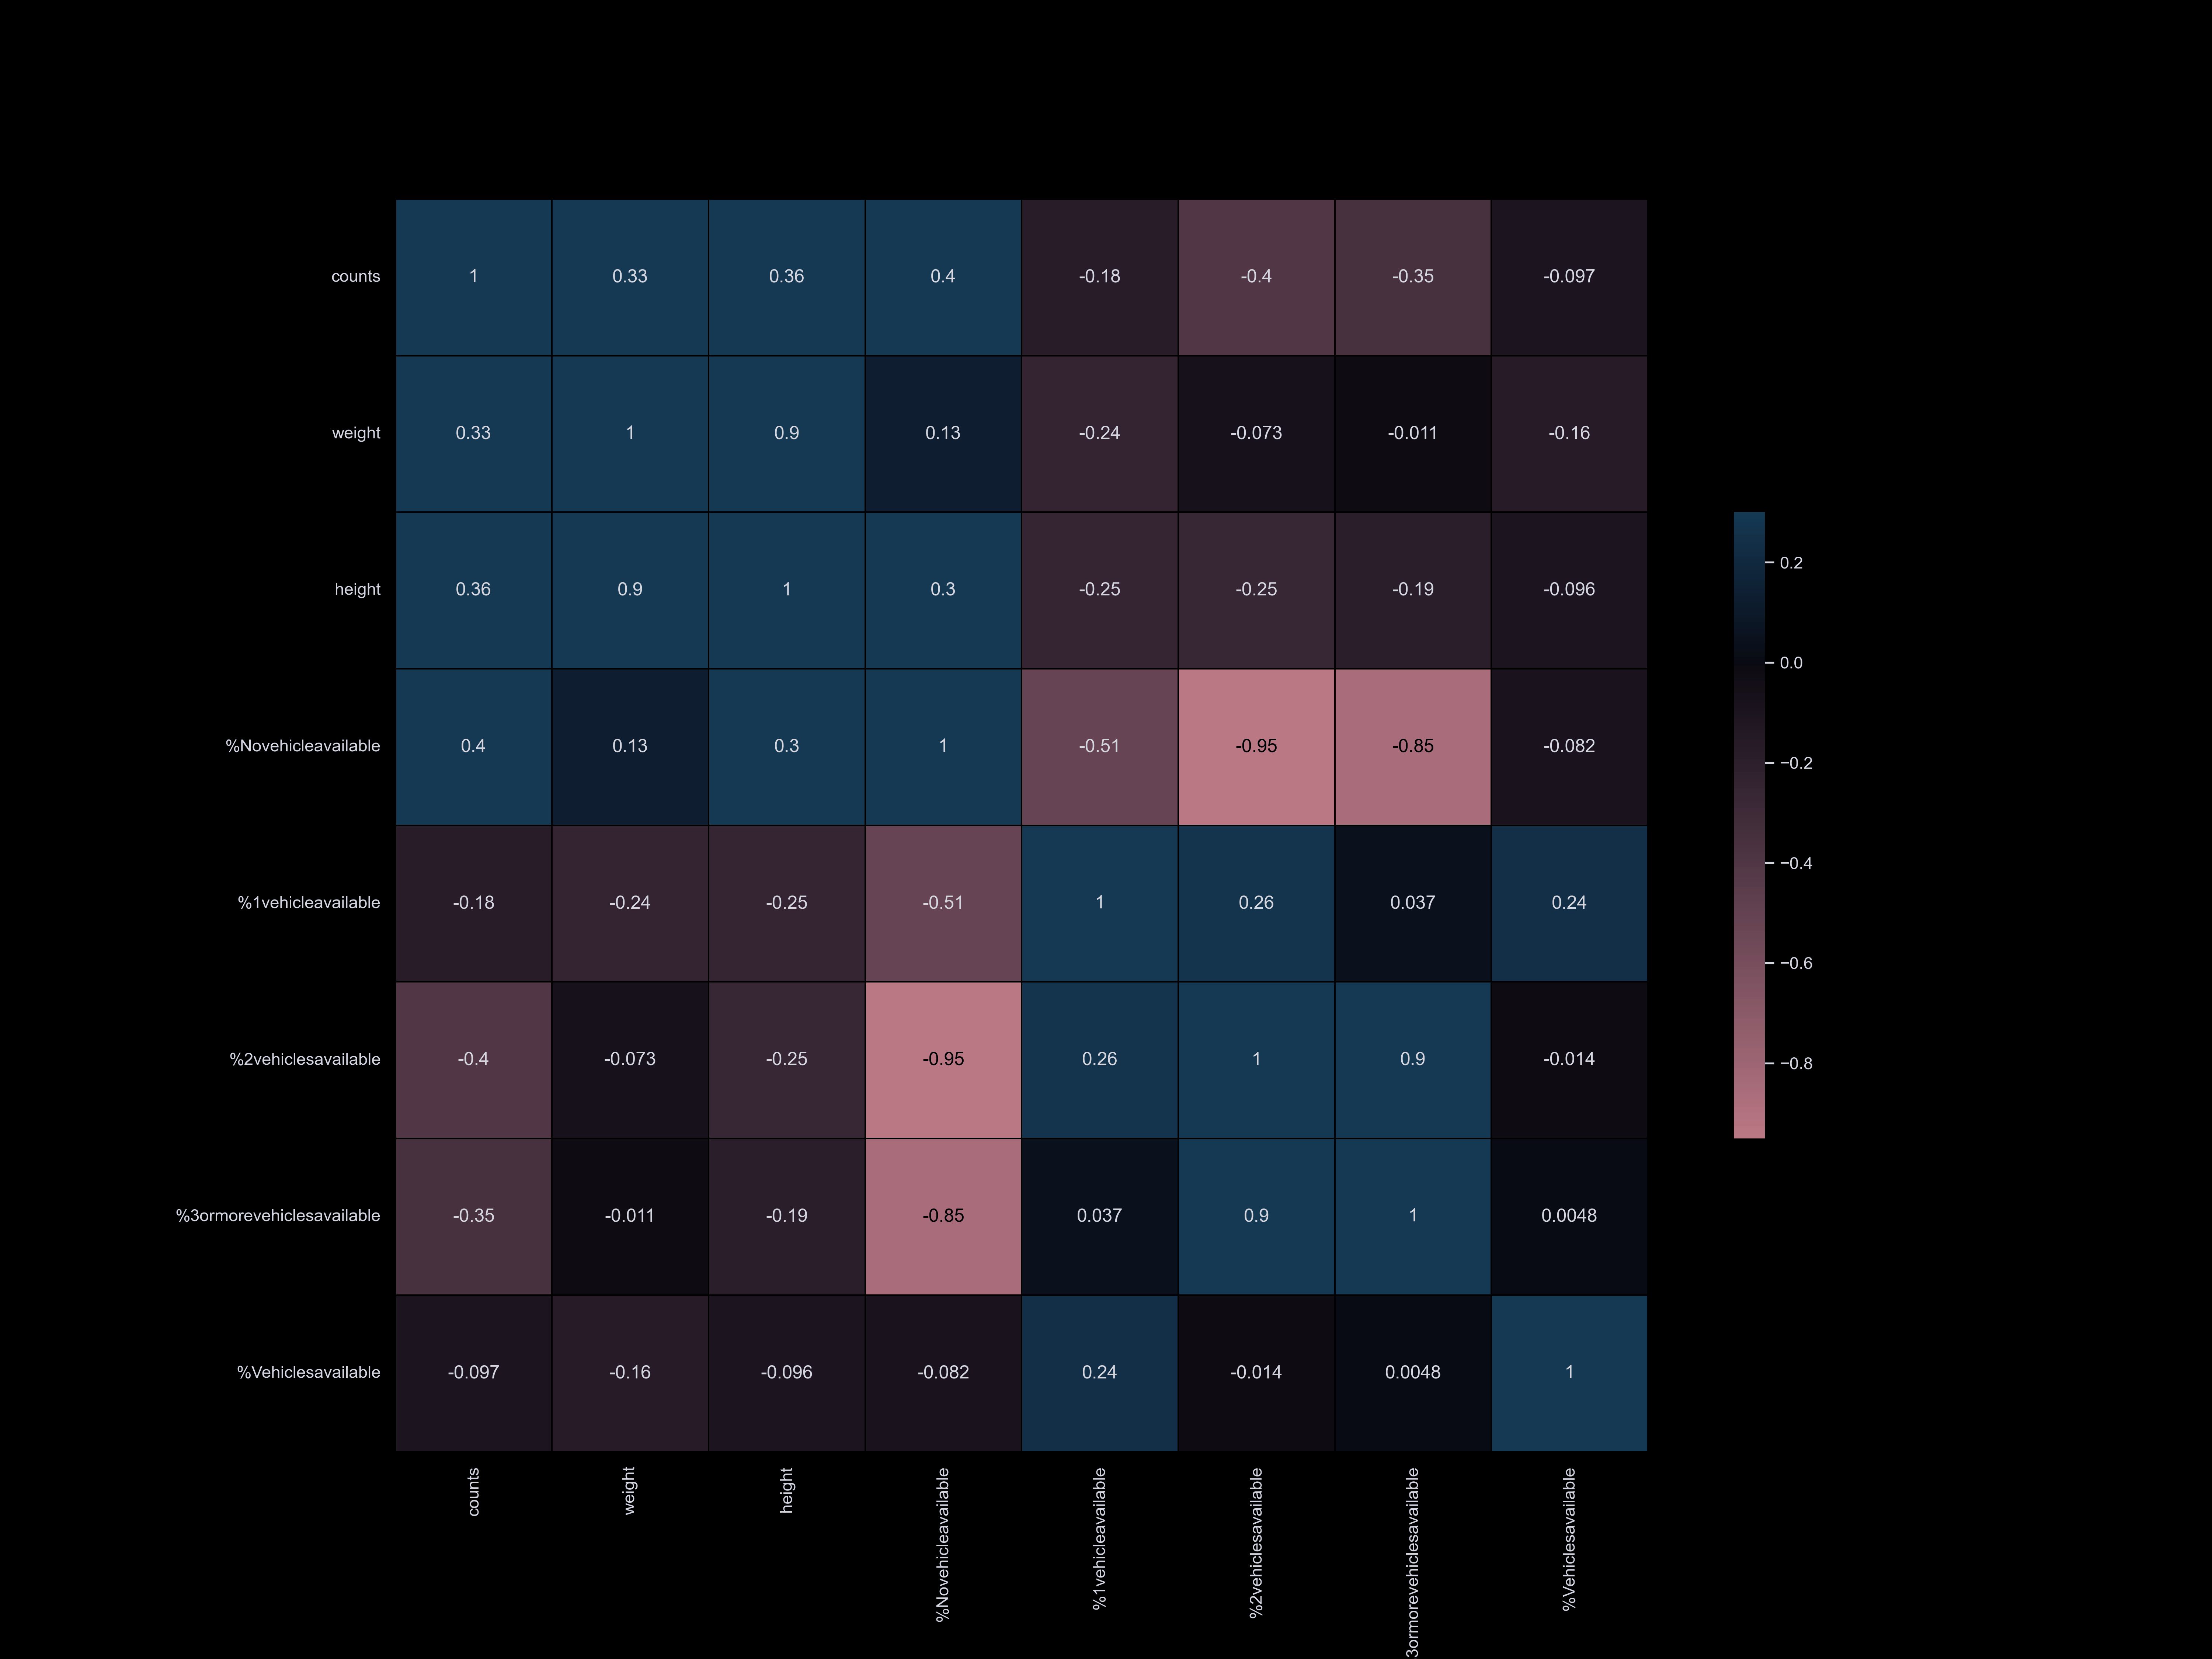 counts 1 0.33 0.36 0.4 -0.18 -0.4 -0.35 -0.097
weight 0.33 1 0.9 0.13 -0.24 -0.073 -0.011 -0.16
height 0.36 0.9 1 0.3 -0.25 -0.25 -0.19 -0.096
%Novehicleavailable 0.4 0.13 0.3 1 -0.51 -0.95 -0.85 -0.082
%1vehicleavailable -0.18 -0.24 -0.25 -0.51 1 0.26 0.037 0.24
%2vehiclesavailable -0.4 -0.073 -0.25 -0.95 0.26 1 0.9 -0.014
%3ormorevehiclesavailable -0.35 -0.011 -0.19 -0.85 0.037 0.9 1 0.0048
%Vehiclesavailable -0.097 -0.16 -0.096 -0.082 0.24 -0.014 0.0048 1
counts
weight
height
%Novehicleavailable
%1vehicleavailable
%2vehiclesavailable
3ormorevehiclesavailable
%Vehiclesavailable
0.2
0.0
−0.2
−0.4
−0.6
−0.8